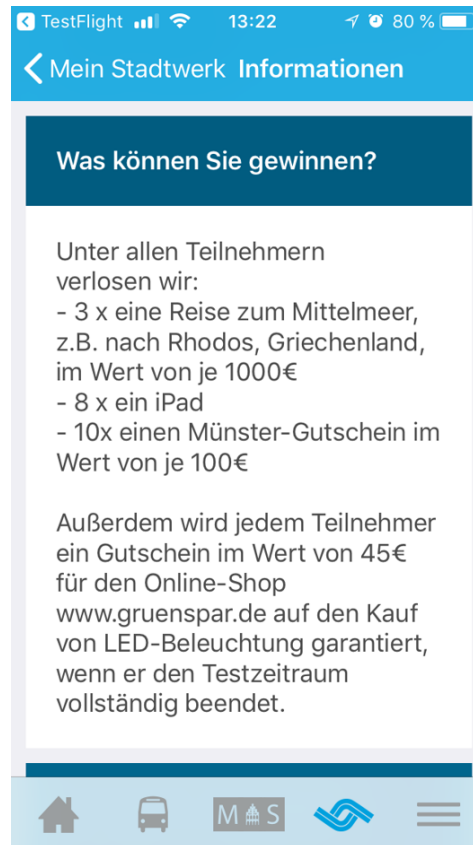 TestFlight 13:22 80 %
Mein Stadtwerk Informationen
Was können Sie gewinnen?
Unter allen Teilnehmern
verlosen wir:
- 3 x eine Reise zum Mittelmeer,
z.B. nach Rhodos, Griechenland,
im Wert von je 1000€
- 8 x ein iPad
- 10x einen Münster-Gutschein im
Wert von je 100€
Außerdem wird jedem Teilnehmer
ein Gutschein im Wert von 45€
für den Online-Shop
www.gruenspar.de auf den Kauf
von LED-Beleuchtung garantiert,
wenn er den Testzeitraum
vollständig beendet.
M S